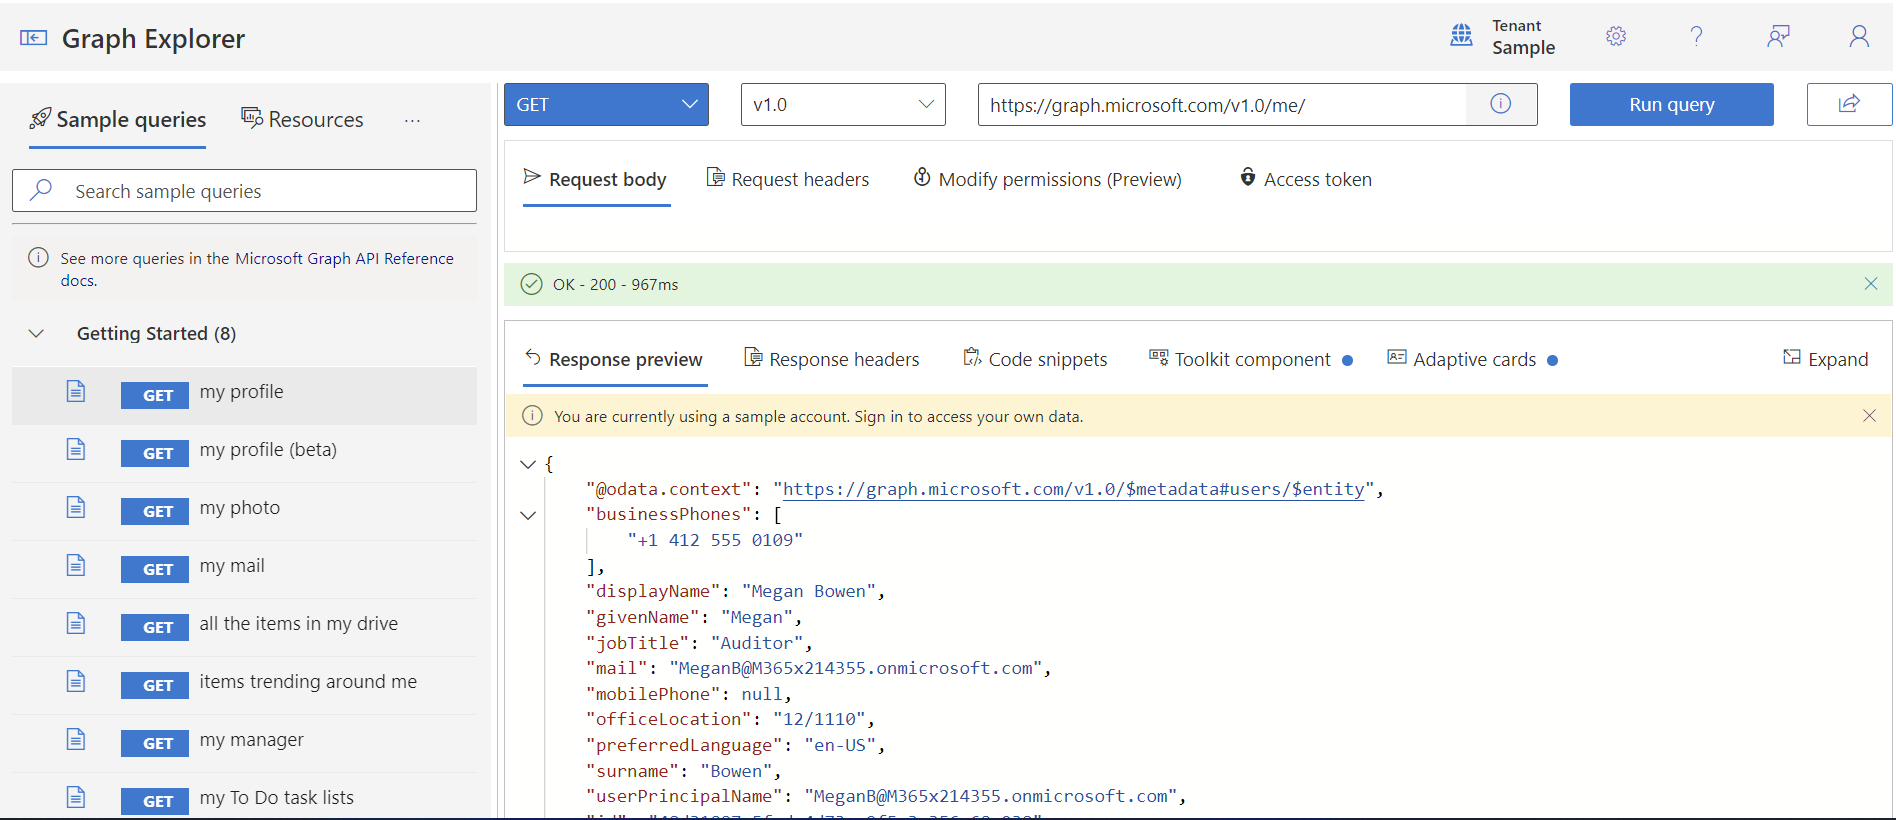 Graph Explorer
Tenant
Sample
Sample queries
Resources
...
Search sample queries
See more queries in the Microsoft Graph API Reference
docs.
Getting Started (8)
GET my profile
GET my profile (beta)
GET my photo
GET my mail
GET all the items in my drive
GET items trending around me
GET my manager
GET my To Do task lists
GET
v1.0
https://graph.microsoft.com/v1.0/me/
Run query
Request body
Request headers
Modify permissions (Preview)
Access token
OK - 200 - 967ms
Response preview
Response headers
Code snippets
Toolkit component
Adaptive cards
Expand
You are currently using a sample account. Sign in to access your own data.
{
"@odata.context": "https://graph.microsoft.com/v1.0/$metadata#users/$entity",
"businessPhones": [
"+1 412 555 0109"
],
"displayName": "Megan Bowen",
"givenName": "Megan",
"jobTitle": "Auditor",
"mail": "MeganB@M365x214355.onmicrosoft.com",
"mobilePhone": null,
"officeLocation": "12/1110",
"preferredLanguage": "en-US",
"surname": "Bowen",
"userPrincipalName": "MeganB@M365x214355.onmicrosoft.com",